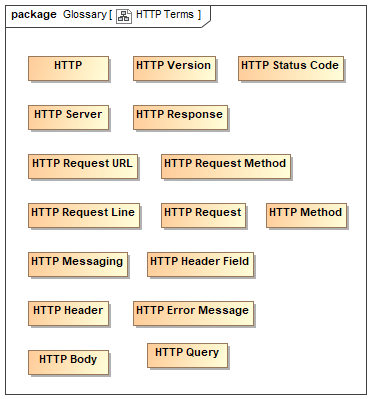 package Glossary [ HTTP Terms ]
HTTP HTTP Version HTTP Status Code
HTTP Server HTTP Response
HTTP Request URL HTTP Request Method
HTTP Request Line HTTP Request HTTP Method
HTTP Messaging HTTP Header Field
HTTP Header HTTP Error Message
HTTP Body HTTP Query